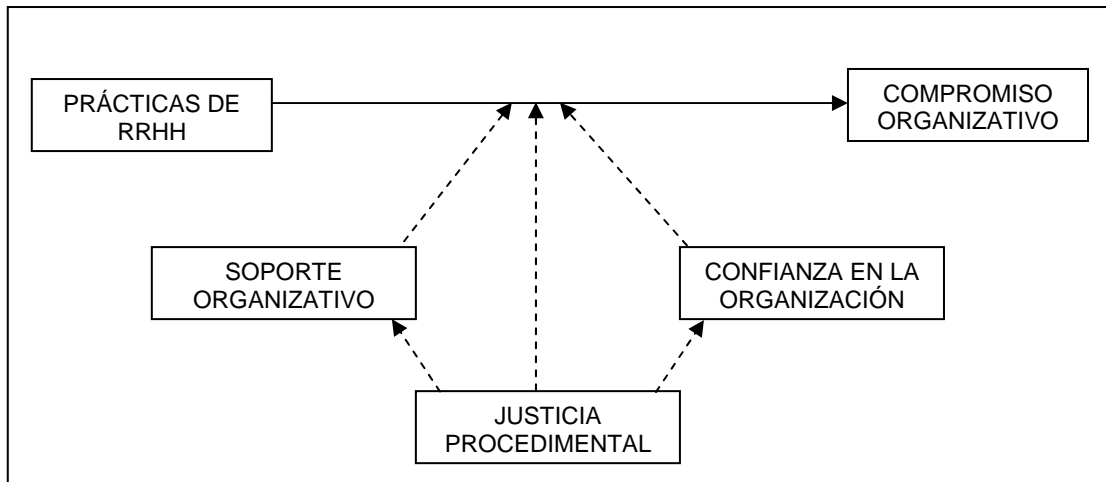 PRÁCTICAS DE
RRHH
COMPROMISO
ORGANIZATIVO
SOPORTE
ORGANIZATIVO
CONFIANZA EN LA
ORGANIZACIÓN
JUSTICIA
PROCEDIMENTAL